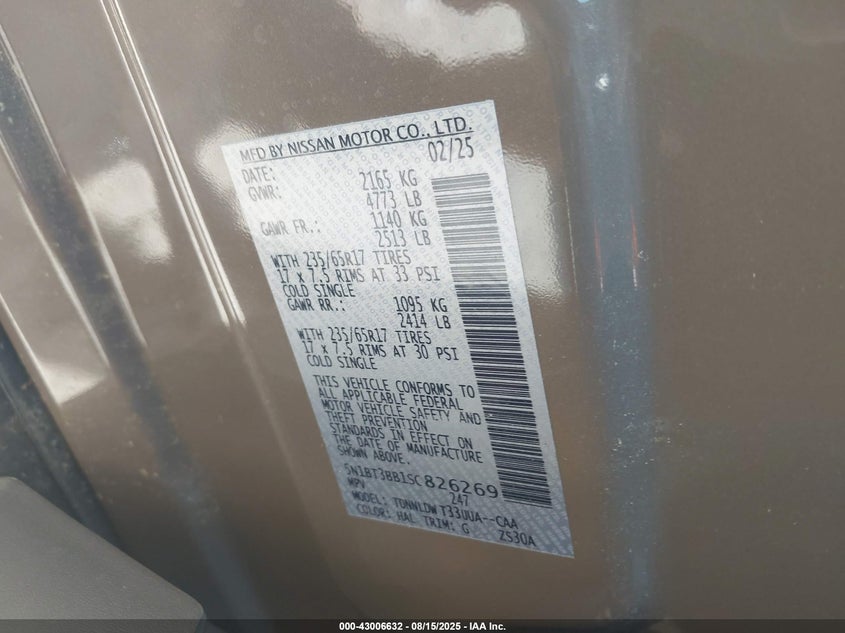 MFD BY NISSAN MOTOR CO., LTD.
DATE: 02/25
GVWR: 2165 KG
4773 LB
GAWR FR.: 1140 KG
2513 LB
WITH 235/65R17 TIRES
17 x 7.5 RIMS AT 33 PSI
COLD SINGLE
GAWR RR.: 1095 KG
2414 LB
WITH 235/65R17 TIRES
17 x 7.5 RIMS AT 30 PSI
COLD SINGLE
THIS VEHICLE CONFORMS TO
ALL APPLICABLE FEDERAL
MOTOR VEHICLE SAFETY AND
THEFT PREVENTION
STANDARDS IN EFFECT ON
THE DATE OF MANUFACTURE
SHOWN ABOVE.
5N1BT3BB1SC826269
MPV 247
MODEL: TDNNLDW T33UUA--CAA
COLOR: HAL TRIM: G ZS30A
000-43006632 - 08/15/2025 - IAA Inc.